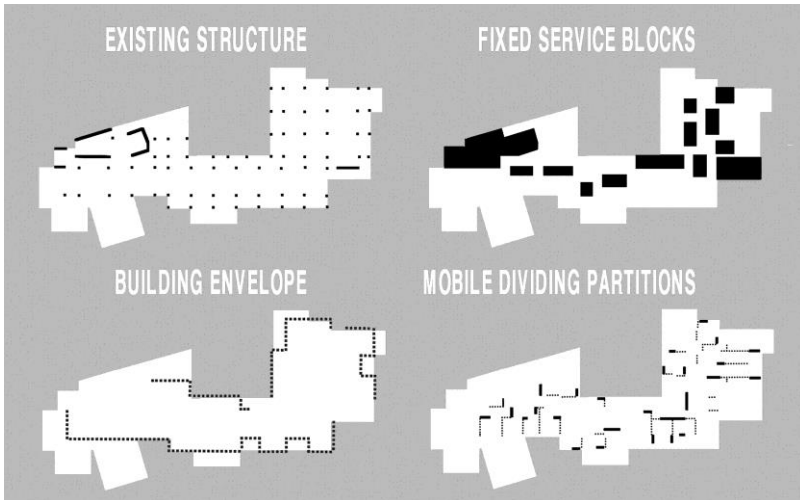 EXISTING STRUCTURE
FIXED SERVICE BLOCKS
BUILDING ENVELOPE
MOBILE DIVIDING PARTITIONS